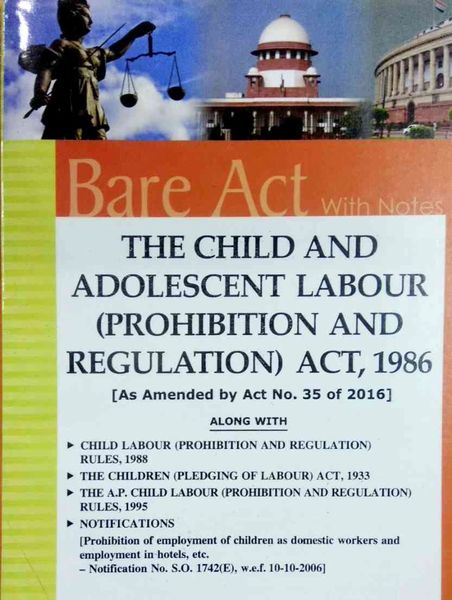 Bare Act With Notes
THE CHILD AND
ADOLESCENT LABOUR
(PROHIBITION AND
REGULATION) ACT, 1986
[As Amended by Act No. 35 of 2016]
ALONG WITH
▶ CHILD LABOUR (PROHIBITION AND REGULATION)
RULES, 1988
▶ THE CHILDREN (PLEDGING OF LABOUR) ACT, 1933
▶ THE A.P. CHILD LABOUR (PROHIBITION AND REGULATION)
RULES, 1995
▶ NOTIFICATIONS
[Prohibition of employment of children as domestic workers and
employment in hotels, etc.
– Notification No. S.O. 1742(E), w.e.f. 10-10-2006]